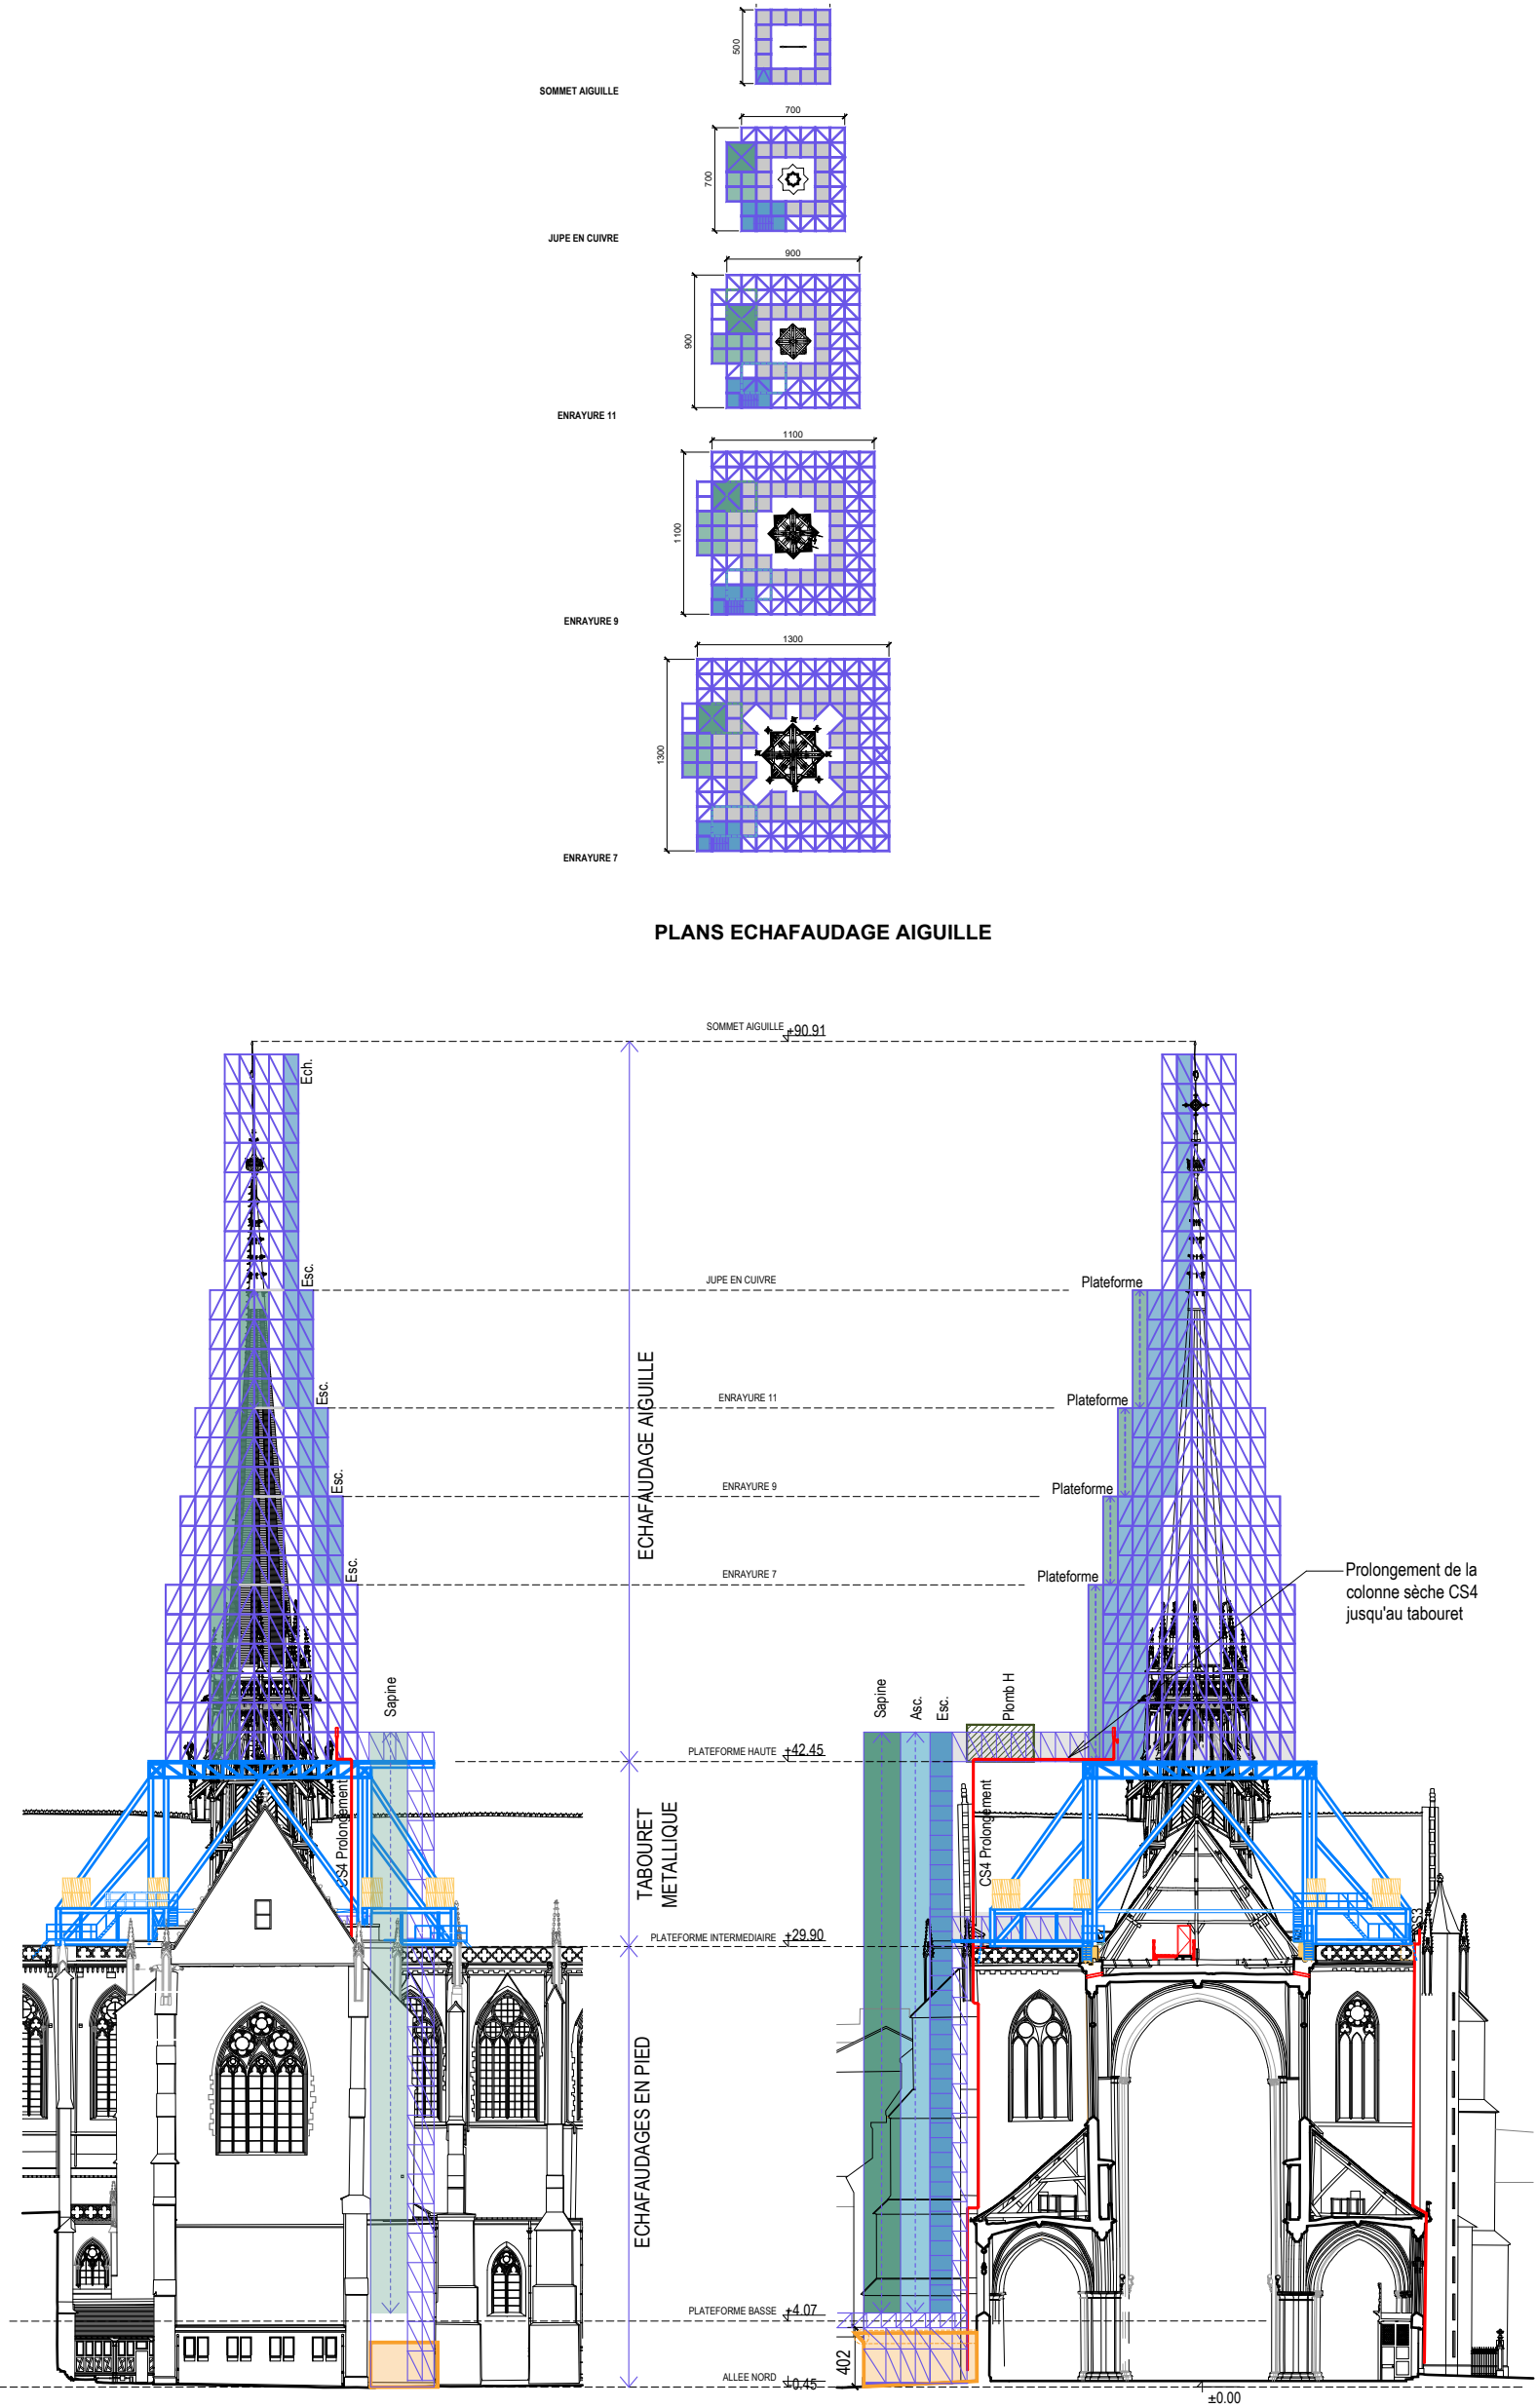 500
SOMMET AIGUILLE
700
700
JUPE EN CUIVRE
900
900
ENRAYURE 11
1100
1100
ENRAYURE 9
1300
1300
ENRAYURE 7
PLANS ECHAFAUDAGE AIGUILLE
SOMMET AIGUILLE +90.91
Ech.
JUPE EN CUIVRE
Esc.
Plateforme
ENRAYURE 11
Esc.
Plateforme
ECHAFAUDAGE AIGUILLE
ENRAYURE 9
Esc.
Plateforme
ENRAYURE 7
Esc.
Plateforme
Prolongement de la
colonne sèche CS4
jusqu'au tabouret
Sapine
Sapine
Asc.
Esc.
Plomb H
PLATEFORME HAUTE +42.45
CS4 Prolongement
TABOURET
METALLIQUE
CS4 Prolongement
PLATEFORME INTERMEDIAIRE +29.90
ECHAFAUDAGES EN PIED
PLATEFORME BASSE +4.07
402
ALLEE NORD
±0.00